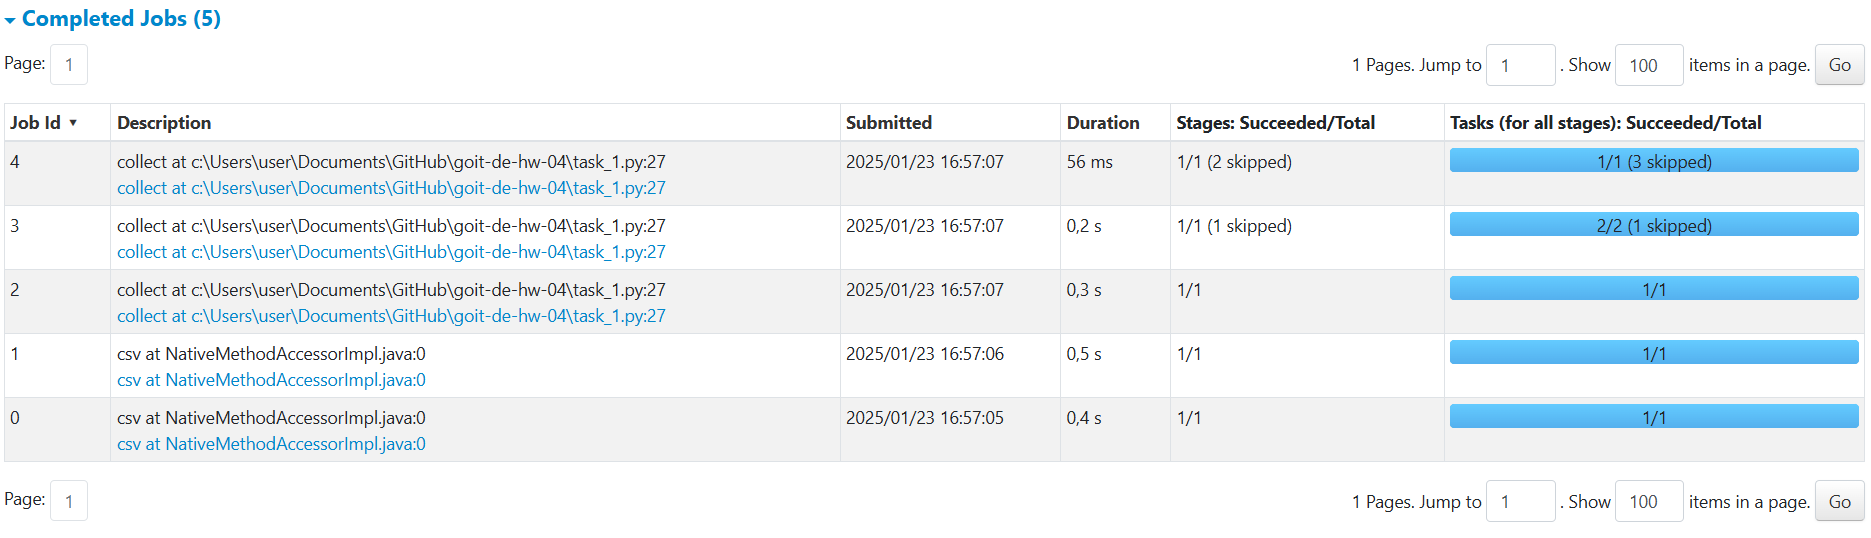 Completed Jobs (5)
Page: 1
1 Pages. Jump to 1 . Show 100 items in a page. Go
Job Id ▾ Description Submitted Duration Stages: Succeeded/Total Tasks (for all stages): Succeeded/Total
4 collect at c:\Users\user\Documents\GitHub\goit-de-hw-04\task_1.py:27 2025/01/23 16:57:07 56 ms 1/1 (2 skipped) 1/1 (3 skipped)
collect at c:\Users\user\Documents\GitHub\goit-de-hw-04\task_1.py:27
3 collect at c:\Users\user\Documents\GitHub\goit-de-hw-04\task_1.py:27 2025/01/23 16:57:07 0,2 s 1/1 (1 skipped) 2/2 (1 skipped)
collect at c:\Users\user\Documents\GitHub\goit-de-hw-04\task_1.py:27
2 collect at c:\Users\user\Documents\GitHub\goit-de-hw-04\task_1.py:27 2025/01/23 16:57:07 0,3 s 1/1 1/1
collect at c:\Users\user\Documents\GitHub\goit-de-hw-04\task_1.py:27
1 csv at NativeMethodAccessorImpl.java:0 2025/01/23 16:57:06 0,5 s 1/1 1/1
csv at NativeMethodAccessorImpl.java:0
0 csv at NativeMethodAccessorImpl.java:0 2025/01/23 16:57:05 0,4 s 1/1 1/1
csv at NativeMethodAccessorImpl.java:0
Page: 1
1 Pages. Jump to 1 . Show 100 items in a page. Go